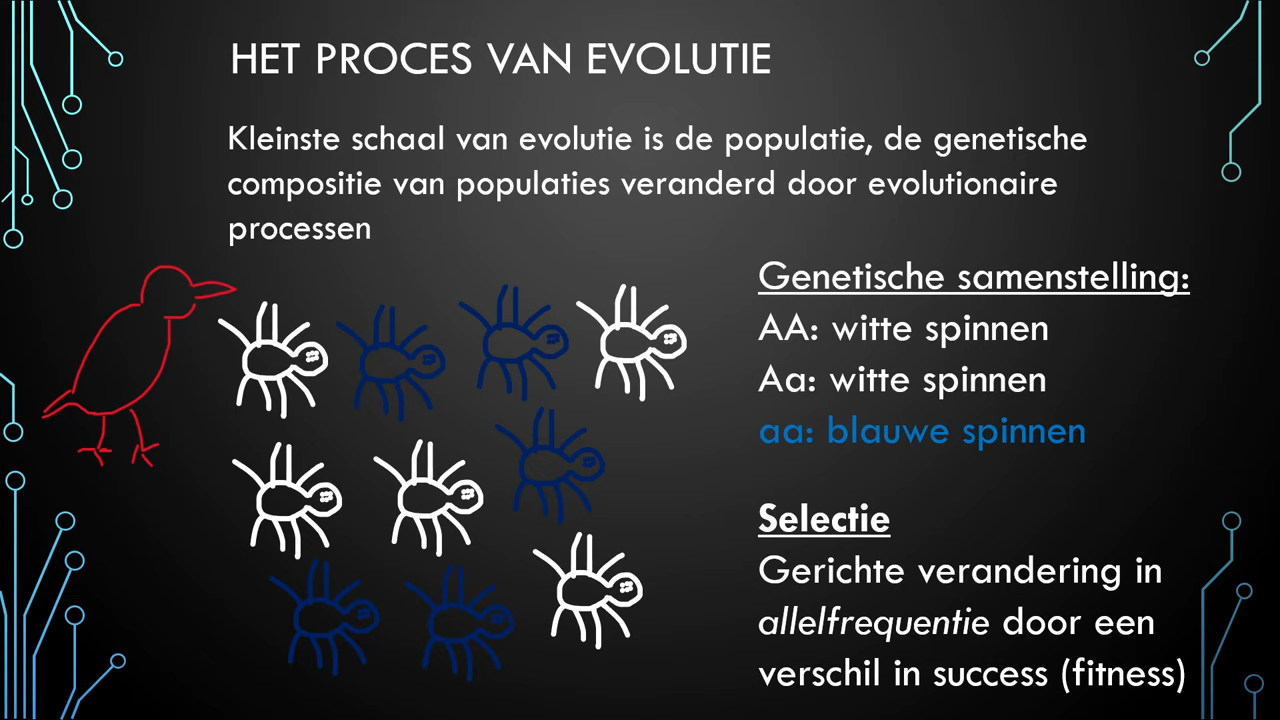 HET PROCES VAN EVOLUTIE
Kleinste schaal van evolutie is de populatie, de genetische
compositie van populaties veranderd door evolutionaire
processen
Genetische samenstelling:
AA: witte spinnen
Aa: witte spinnen
aa: blauwe spinnen
Selectie
Gerichte verandering in
allelfrequentie door een
verschil in success (fitness)